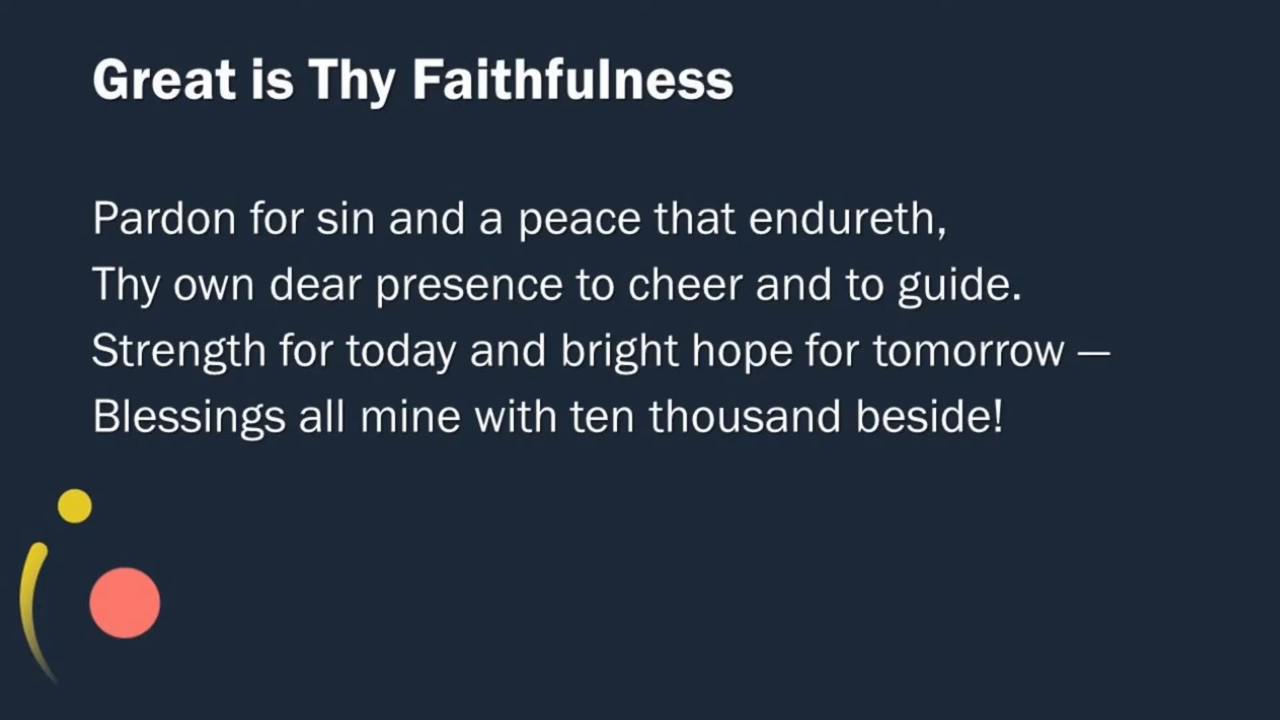 Great is Thy Faithfulness
Pardon for sin and a peace that endureth,
Thy own dear presence to cheer and to guide.
Strength for today and bright hope for tomorrow —
Blessings all mine with ten thousand beside!